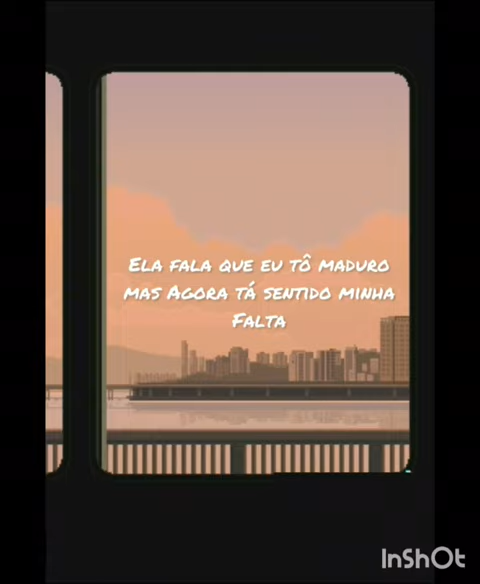 Ela fala que eu tô maduro
mas Agora tá sentido minha
Falta
InShOt